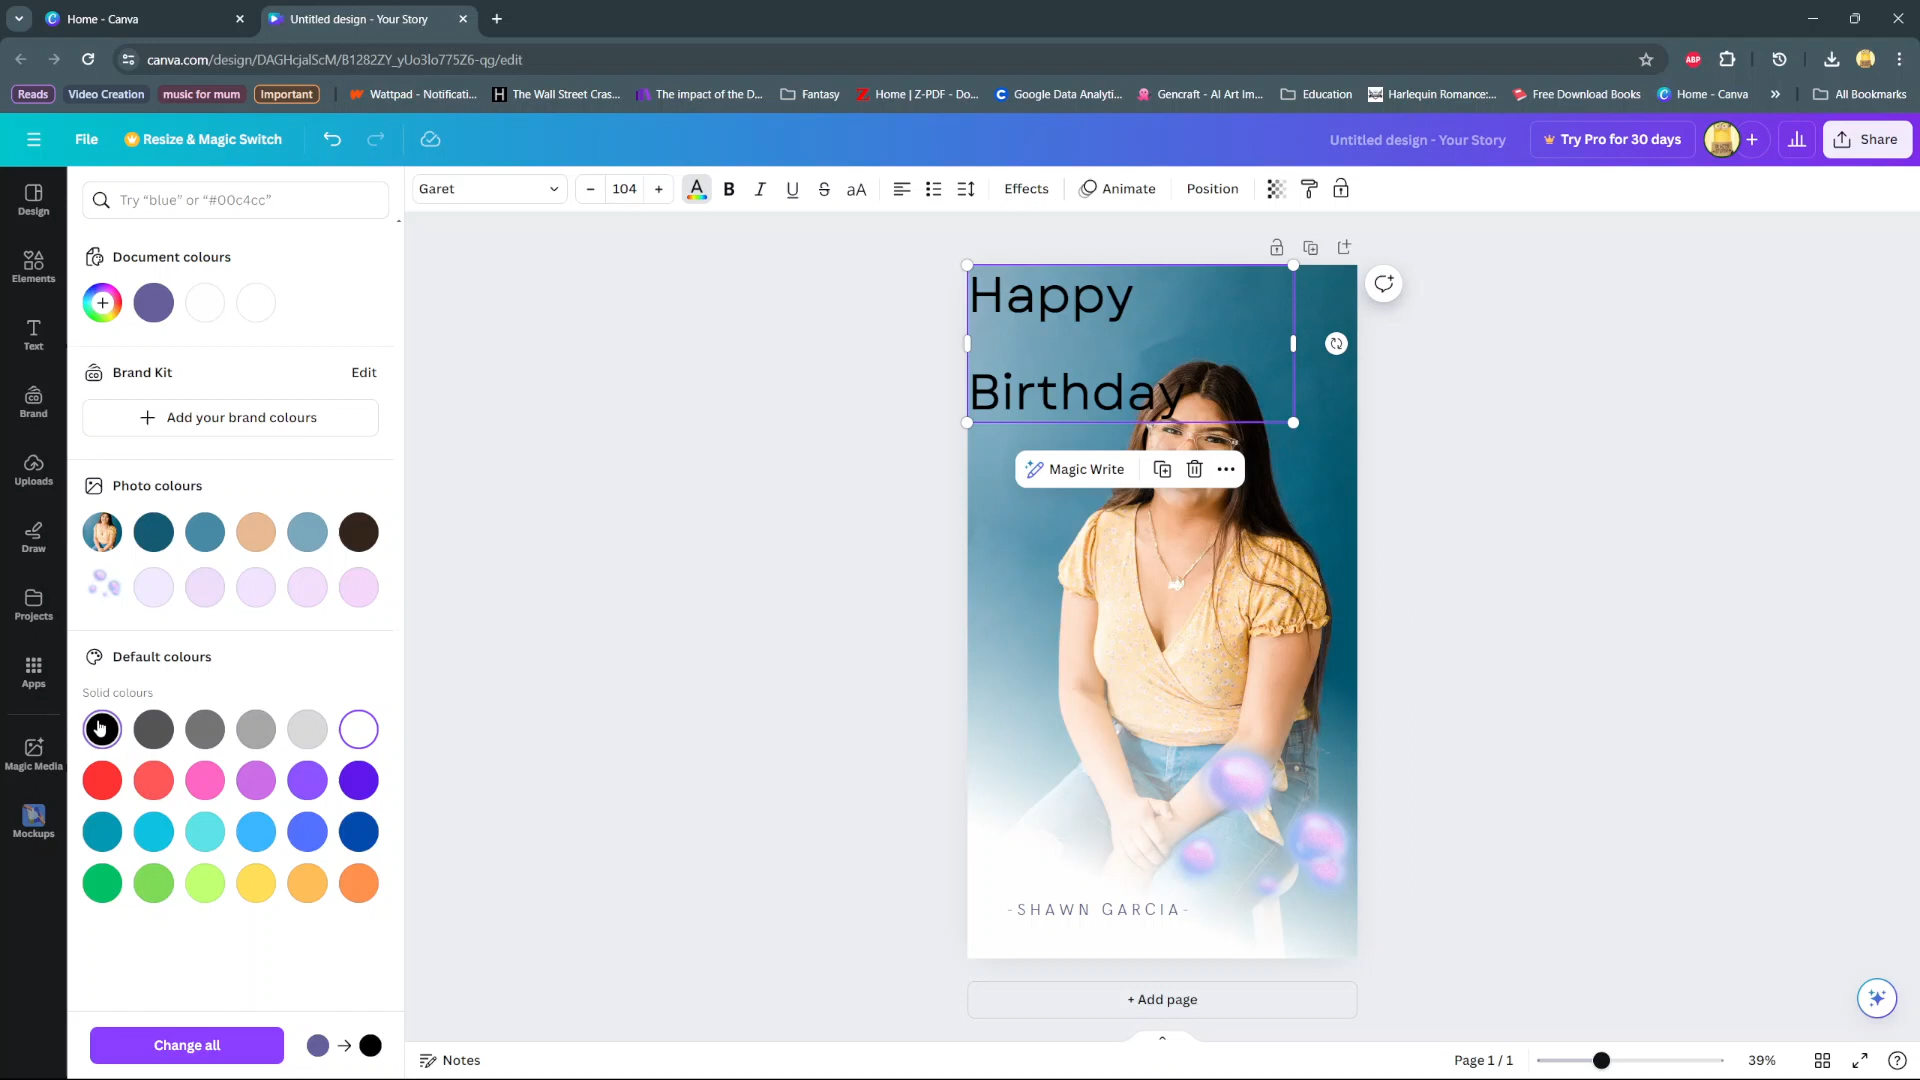 Home - Canva
Untitled design - Your Story
canva.com/design/DAGHcjalScM/B1282ZY_yUo3lo775Z6-qg/edit
ABP
Reads
Video Creation
music for mum
Important
Wattpad - Notificati...
The Wall Street Cras...
The impact of the D...
Fantasy
Home | Z-PDF - Do...
Google Data Analyti...
Gencraft - AI Art Im...
Education
Harlequin Romance:...
Free Download Books
Home - Canva
All Bookmarks
File
Resize & Magic Switch
Untitled design - Your Story
Try Pro for 30 days
Share
Design
Elements
Text
Brand
Uploads
Draw
Projects
Apps
Magic Media
Mockups
Try “blue” or “#00c4cc”
Document colours
Brand Kit
Edit
Add your brand colours
Photo colours
Default colours
Solid colours
Change all
Garet
104
A
B
I
U
S
aA
Effects
Animate
Position
Happy
Birthday
Magic Write
-SHAWN GARCIA-
+ Add page
Notes
Page 1 / 1
39%